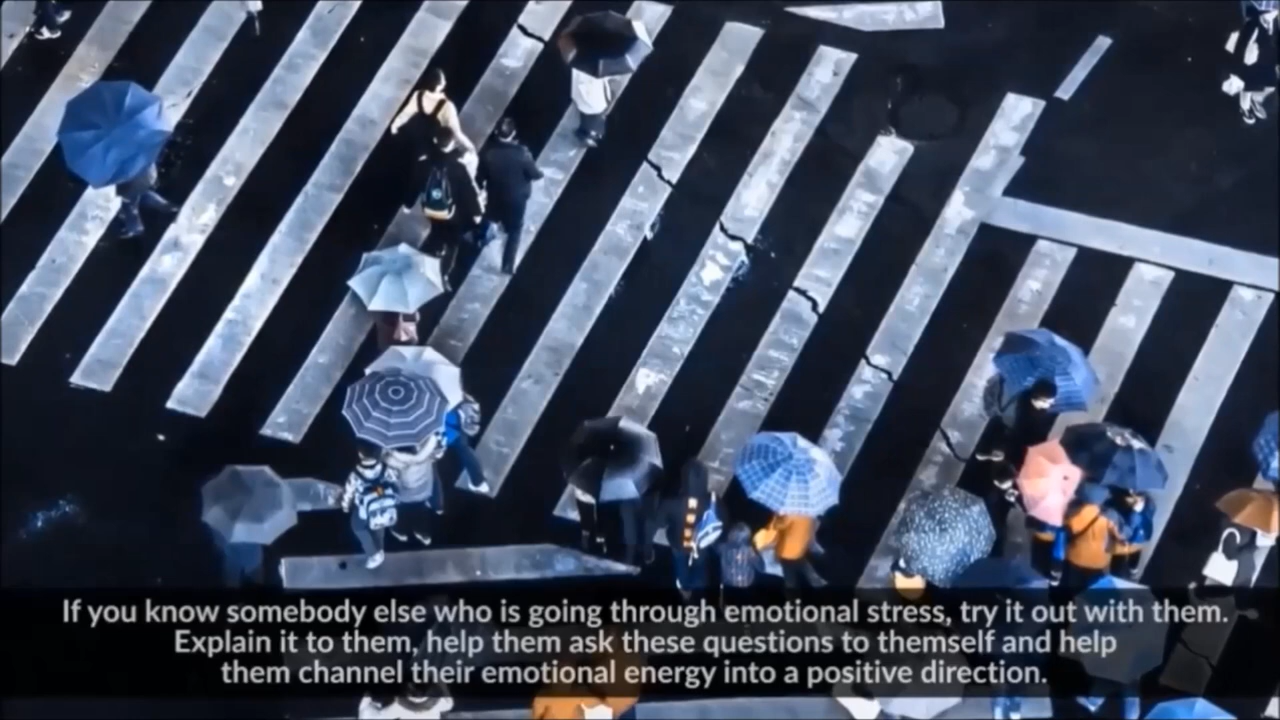 If you know somebody else who is going through emotional stress, try it out with them.
Explain it to them, help them ask these questions to themself and help
them channel their emotional energy into a positive direction.